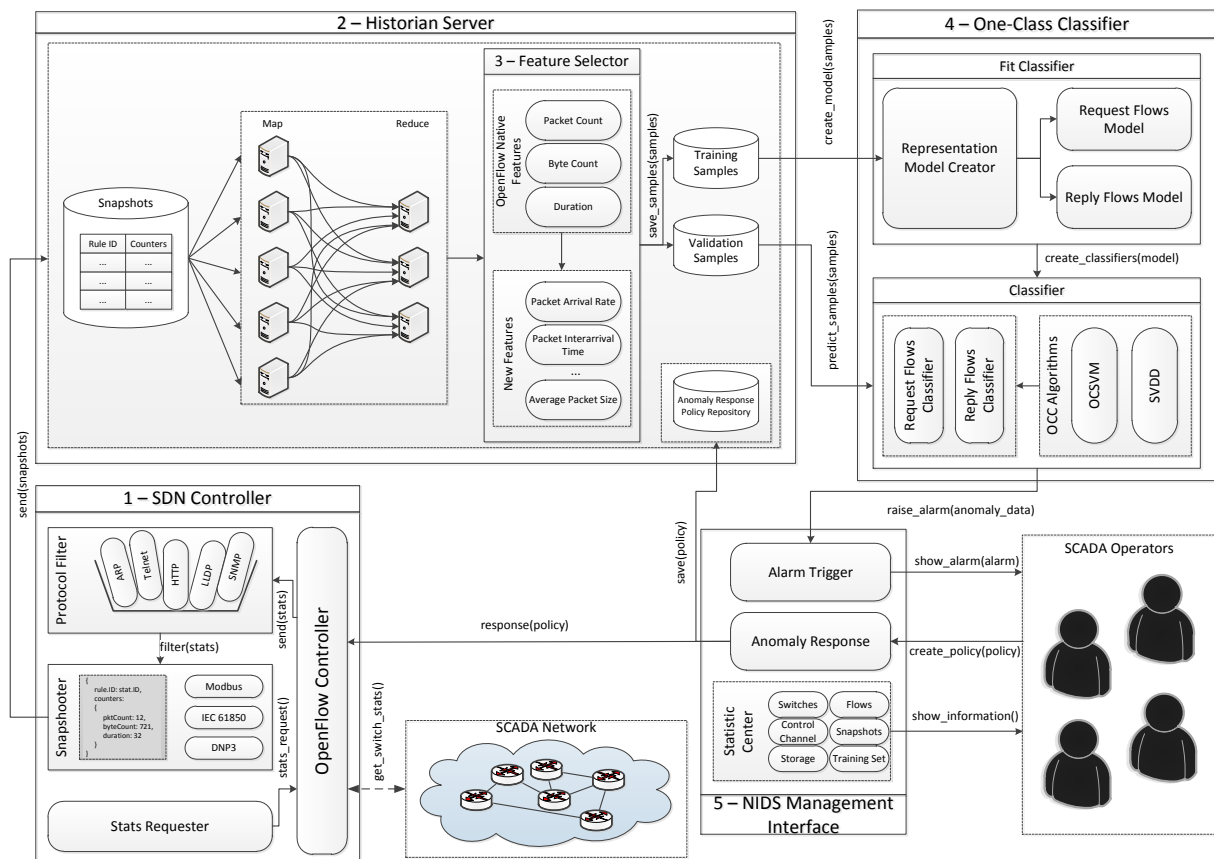 2 – Historian Server
Snapshots
Rule ID
Counters
...
...
...
...
...
...
Map
Reduce
3 – Feature Selector
OpenFlow Native
Features
Packet Count
Byte Count
Duration
New Features
Packet Arrival Rate
Packet Interarrival
Time
...
Average Packet Size
save_samples(samples)
Training
Samples
Validation
Samples
Anomaly Response
Policy Repository
create_model(samples)
predict_samples(samples)
4 – One-Class Classifier
Fit Classifier
Representation
Model Creator
Request Flows
Model
Reply Flows Model
create_classifiers(model)
Classifier
Request Flows
Classifier
Reply Flows
Classifier
OCC Algorithms
OCSVM
SVDD
send(snapshots)
1 – SDN Controller
Protocol Filter
ARP
Telnet
HTTP
LLDP
SNMP
send(stats)
filter(stats)
Snapshooter
{
rule.ID: stat.ID,
counters:
{
pktCount: 12,
byteCount: 721,
duration: 32
}
}
Modbus
IEC 61850
DNP3
stats_request()
Stats Requester
OpenFlow Controller
get_switch_stats()
response(policy)
save(policy)
SCADA Network
raise_alarm(anomaly_data)
Alarm Trigger
Anomaly Response
Statistic
Center
Switches
Flows
Control
Channel
Snapshots
Storage
Training Set
5 – NIDS Management
Interface
show_alarm(alarm)
create_policy(policy)
show_information()
SCADA Operators